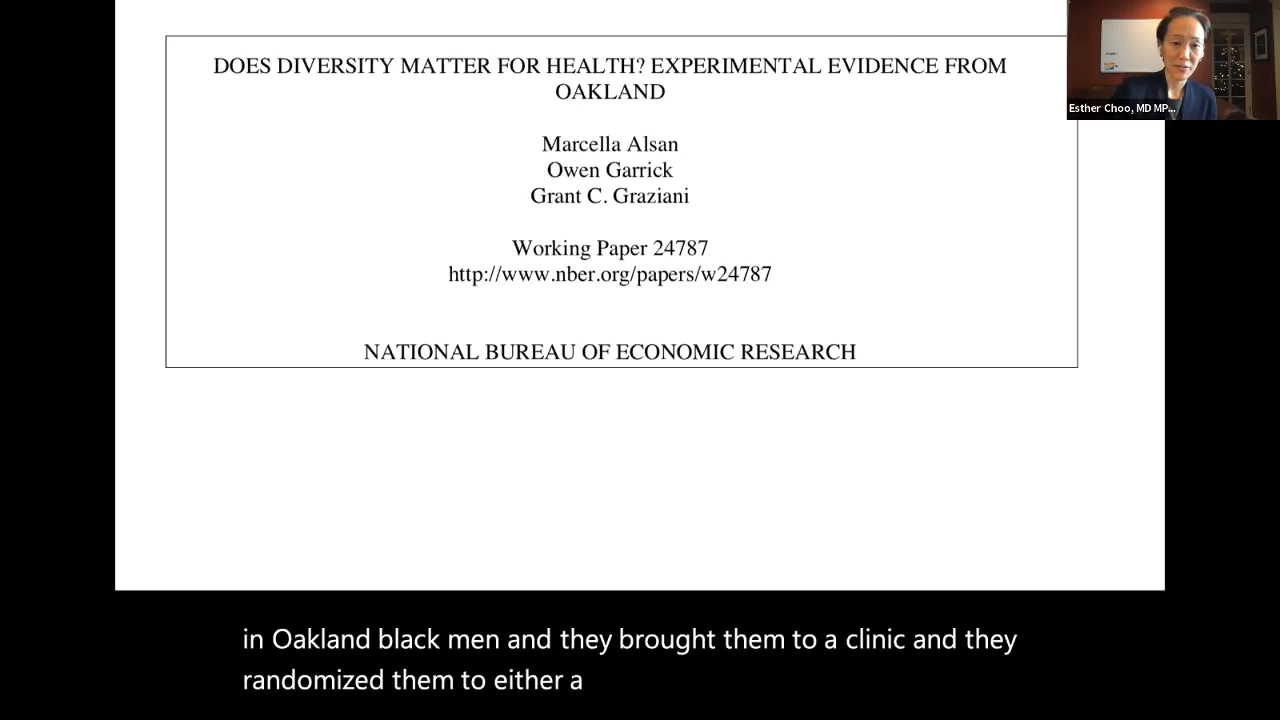 DOES DIVERSITY MATTER FOR HEALTH? EXPERIMENTAL EVIDENCE FROM
OAKLAND
Marcella Alsan
Owen Garrick
Grant C. Graziani
Working Paper 24787
http://www.nber.org/papers/w24787
NATIONAL BUREAU OF ECONOMIC RESEARCH
Esther Choo, MD MP...
in Oakland black men and they brought them to a clinic and they
randomized them to either a